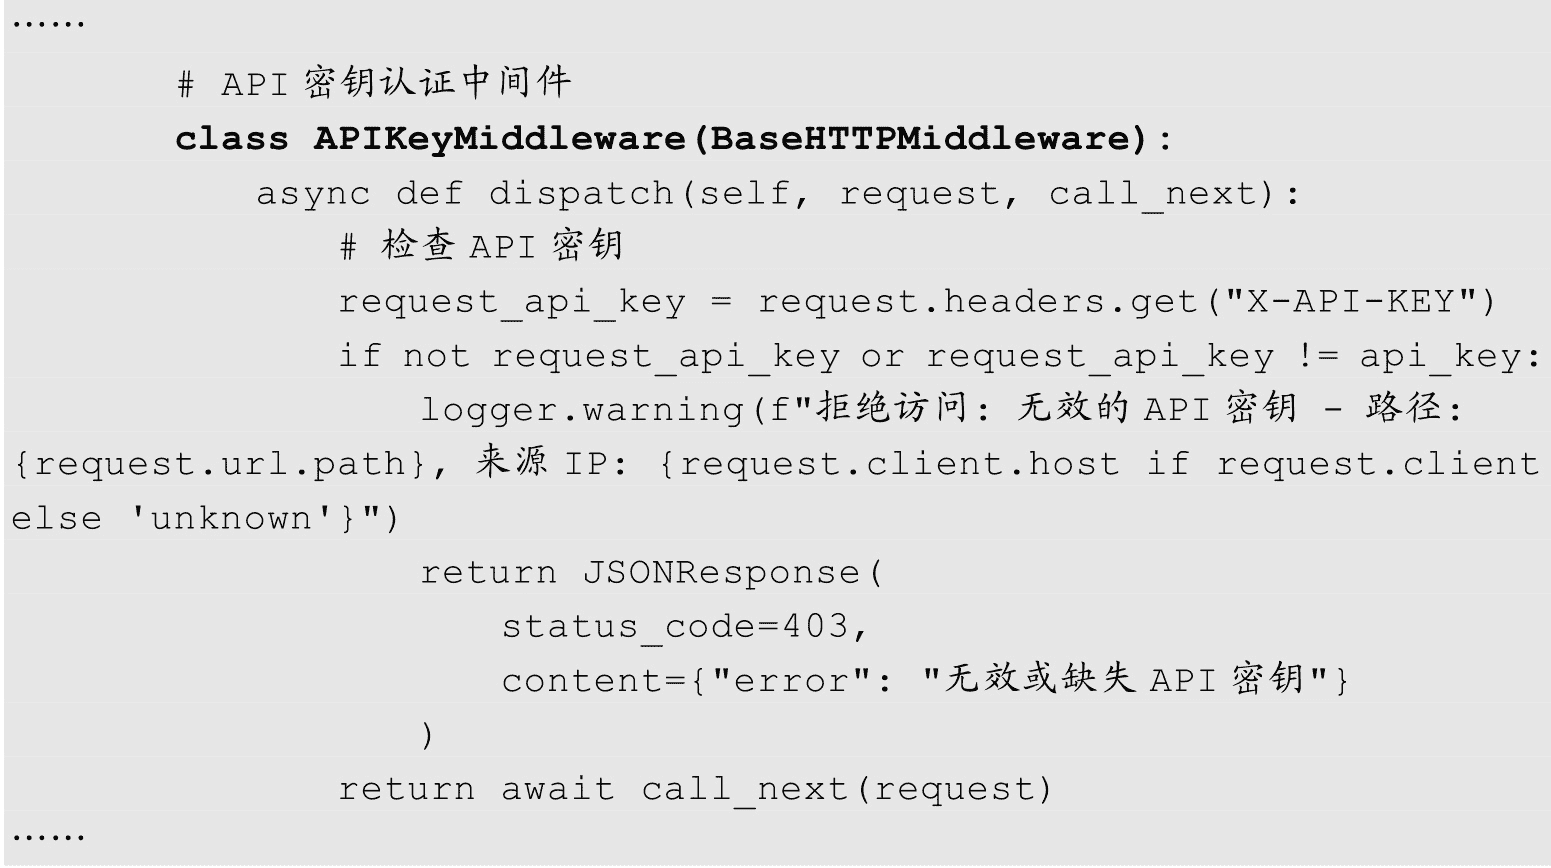 ……
# API 密钥认证中间件
class APIKeyMiddleware(BaseHTTPMiddleware):
async def dispatch(self, request, call_next):
# 检查 API 密钥
request_api_key = request.headers.get("X-API-KEY")
if not request_api_key or request_api_key != api_key:
logger.warning(f"拒绝访问: 无效的 API 密钥 - 路径:
{request.url.path}, 来源 IP: {request.client.host if request.client
else 'unknown'}")
return JSONResponse(
status_code=403,
content={"error": "无效或缺失 API 密钥"}
)
return await call_next(request)
……